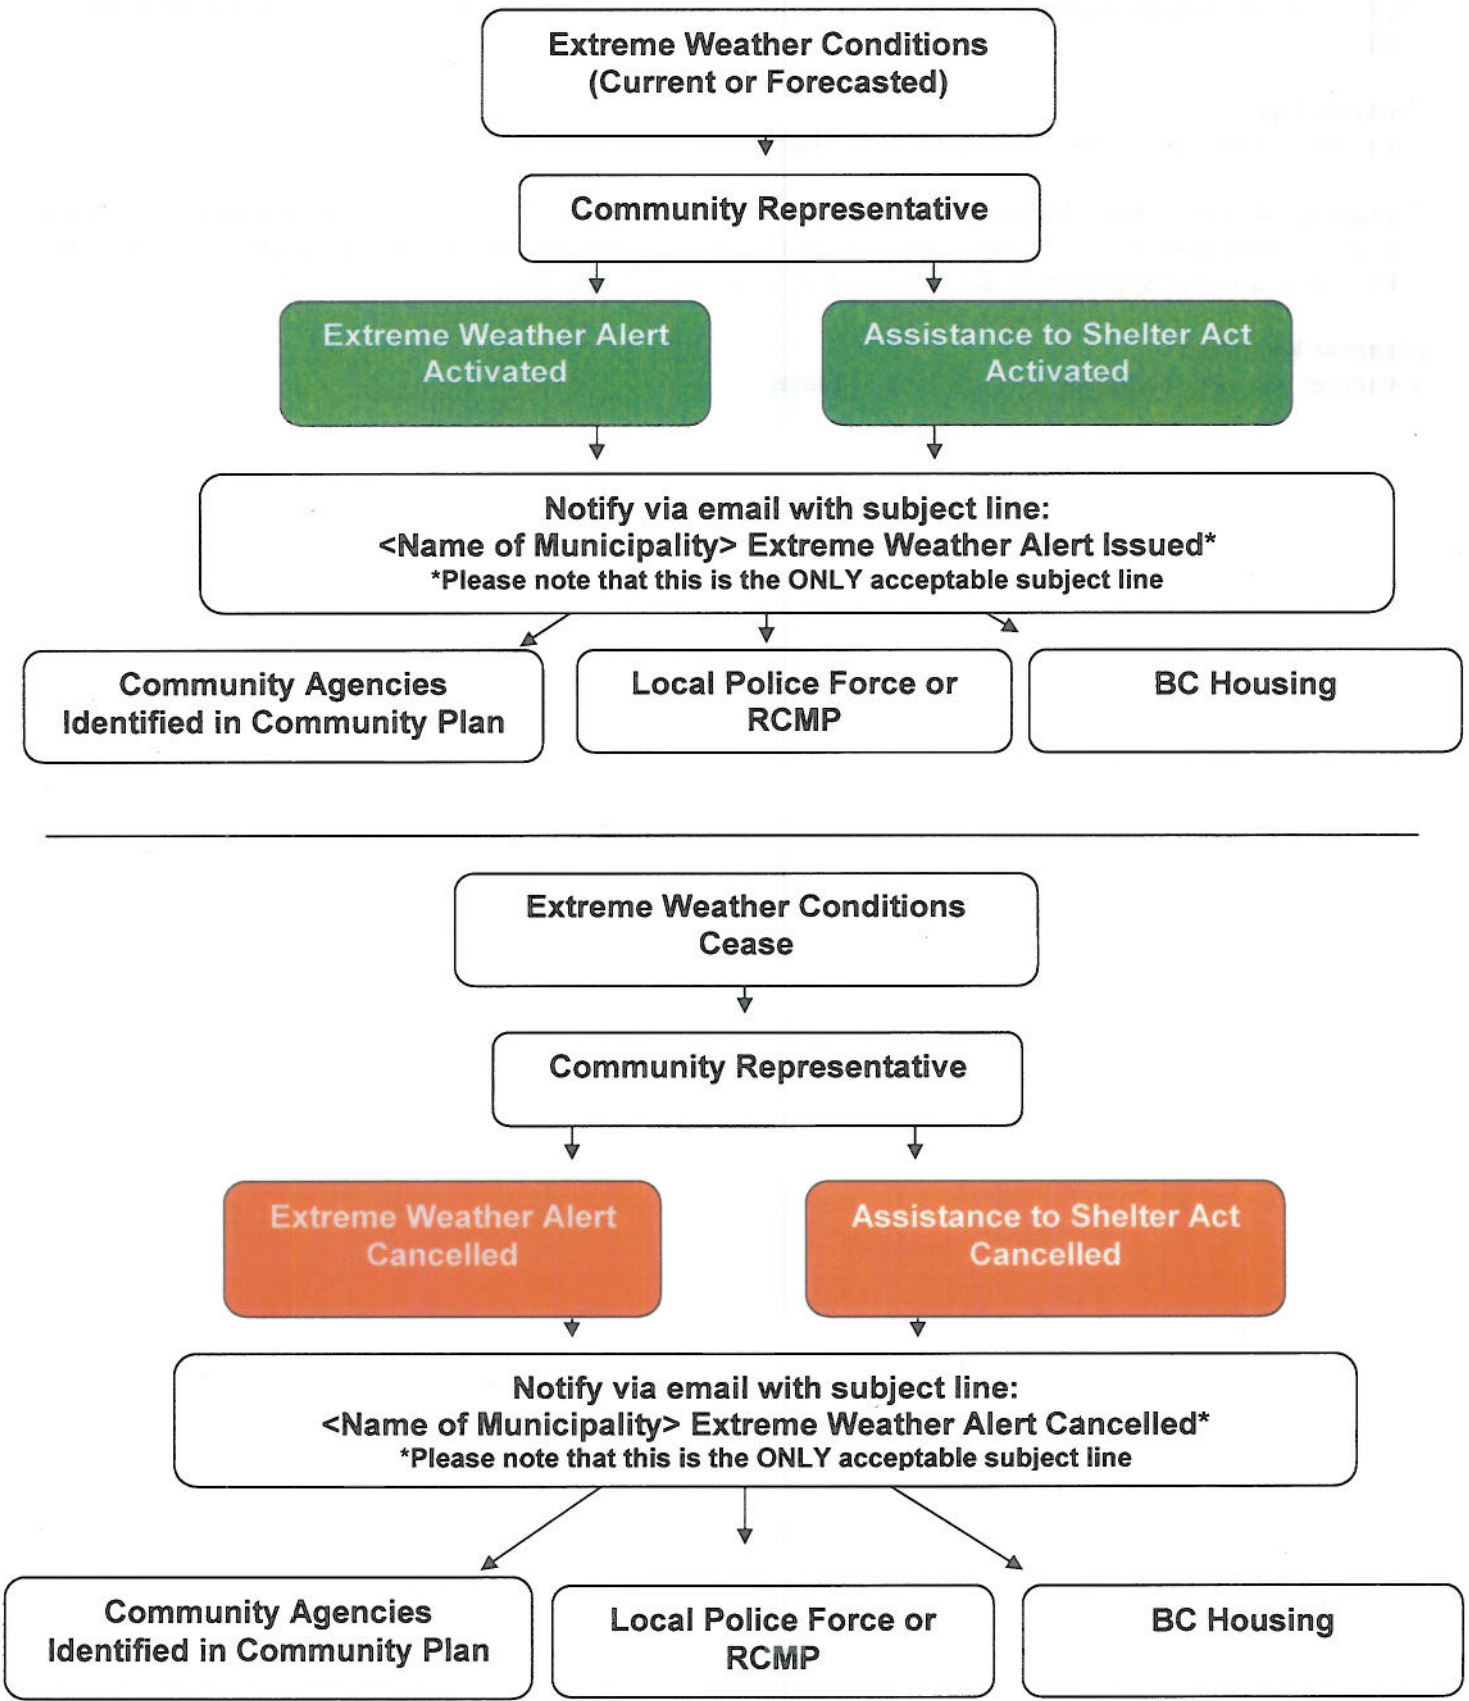 Extreme Weather Conditions
(Current or Forecasted)
Community Representative
Extreme Weather Alert
Activated
Assistance to Shelter Act
Activated
Notify via email with subject line:
<Name of Municipality> Extreme Weather Alert Issued*
*Please note that this is the ONLY acceptable subject line
Community Agencies
Identified in Community Plan
Local Police Force or
RCMP
BC Housing
Extreme Weather Conditions
Cease
Community Representative
Extreme Weather Alert
Cancelled
Assistance to Shelter Act
Cancelled
Notify via email with subject line:
<Name of Municipality> Extreme Weather Alert Cancelled*
*Please note that this is the ONLY acceptable subject line
Community Agencies
Identified in Community Plan
Local Police Force or
RCMP
BC Housing